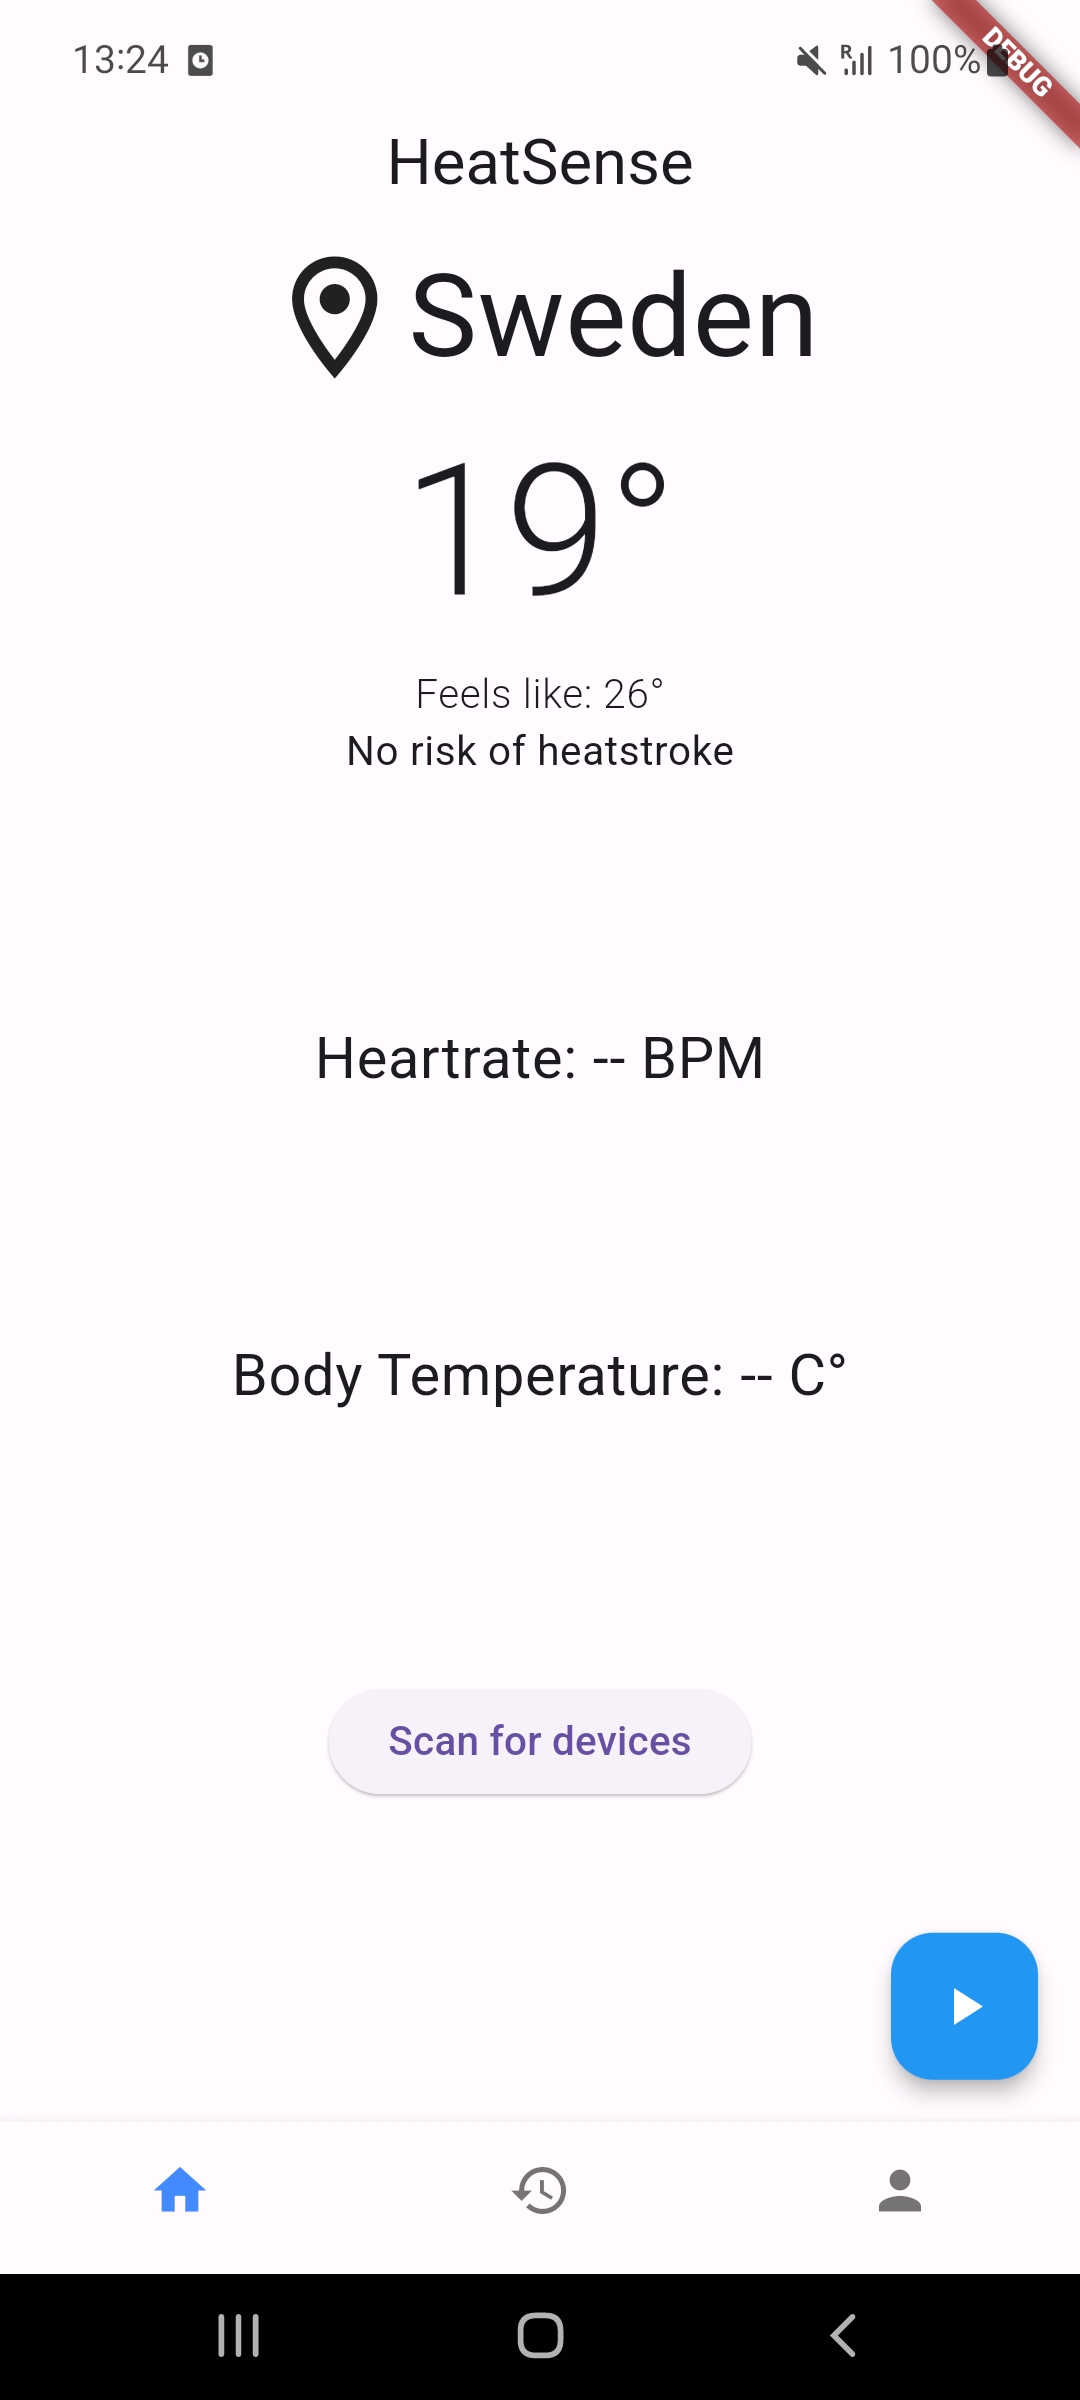 13:24
R
100%
DEBUG
HeatSense
Sweden
19°
Feels like: 26°
No risk of heatstroke
Heartrate: -- BPM
Body Temperature: -- C°
Scan for devices